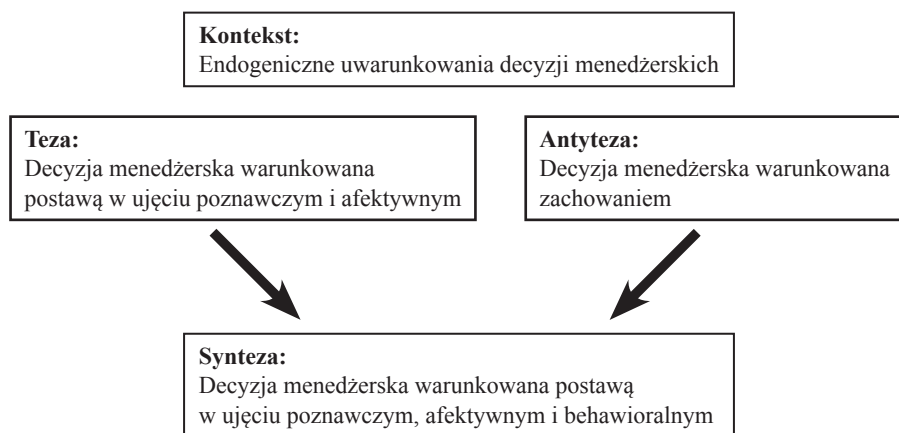 Kontekst:
Endogeniczne uwarunkowania decyzji menedżerskich
Teza:
Decyzja menedżerska warunkowana
postawą w ujęciu poznawczym i afektywnym
Antyteza:
Decyzja menedżerska warunkowana
zachowaniem
Synteza:
Decyzja menedżerska warunkowana postawą
w ujęciu poznawczym, afektywnym i behawioralnym